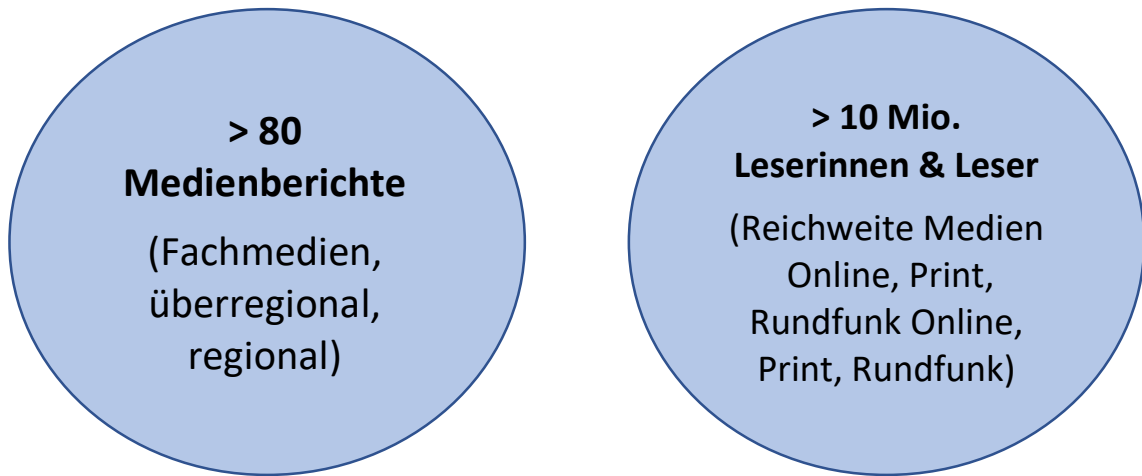 > 80
Medienberichte
(Fachmedien,
überregional,
regional)
> 10 Mio.
Leserinnen & Leser
(Reichweite Medien
Online, Print,
Rundfunk Online,
Print, Rundfunk)